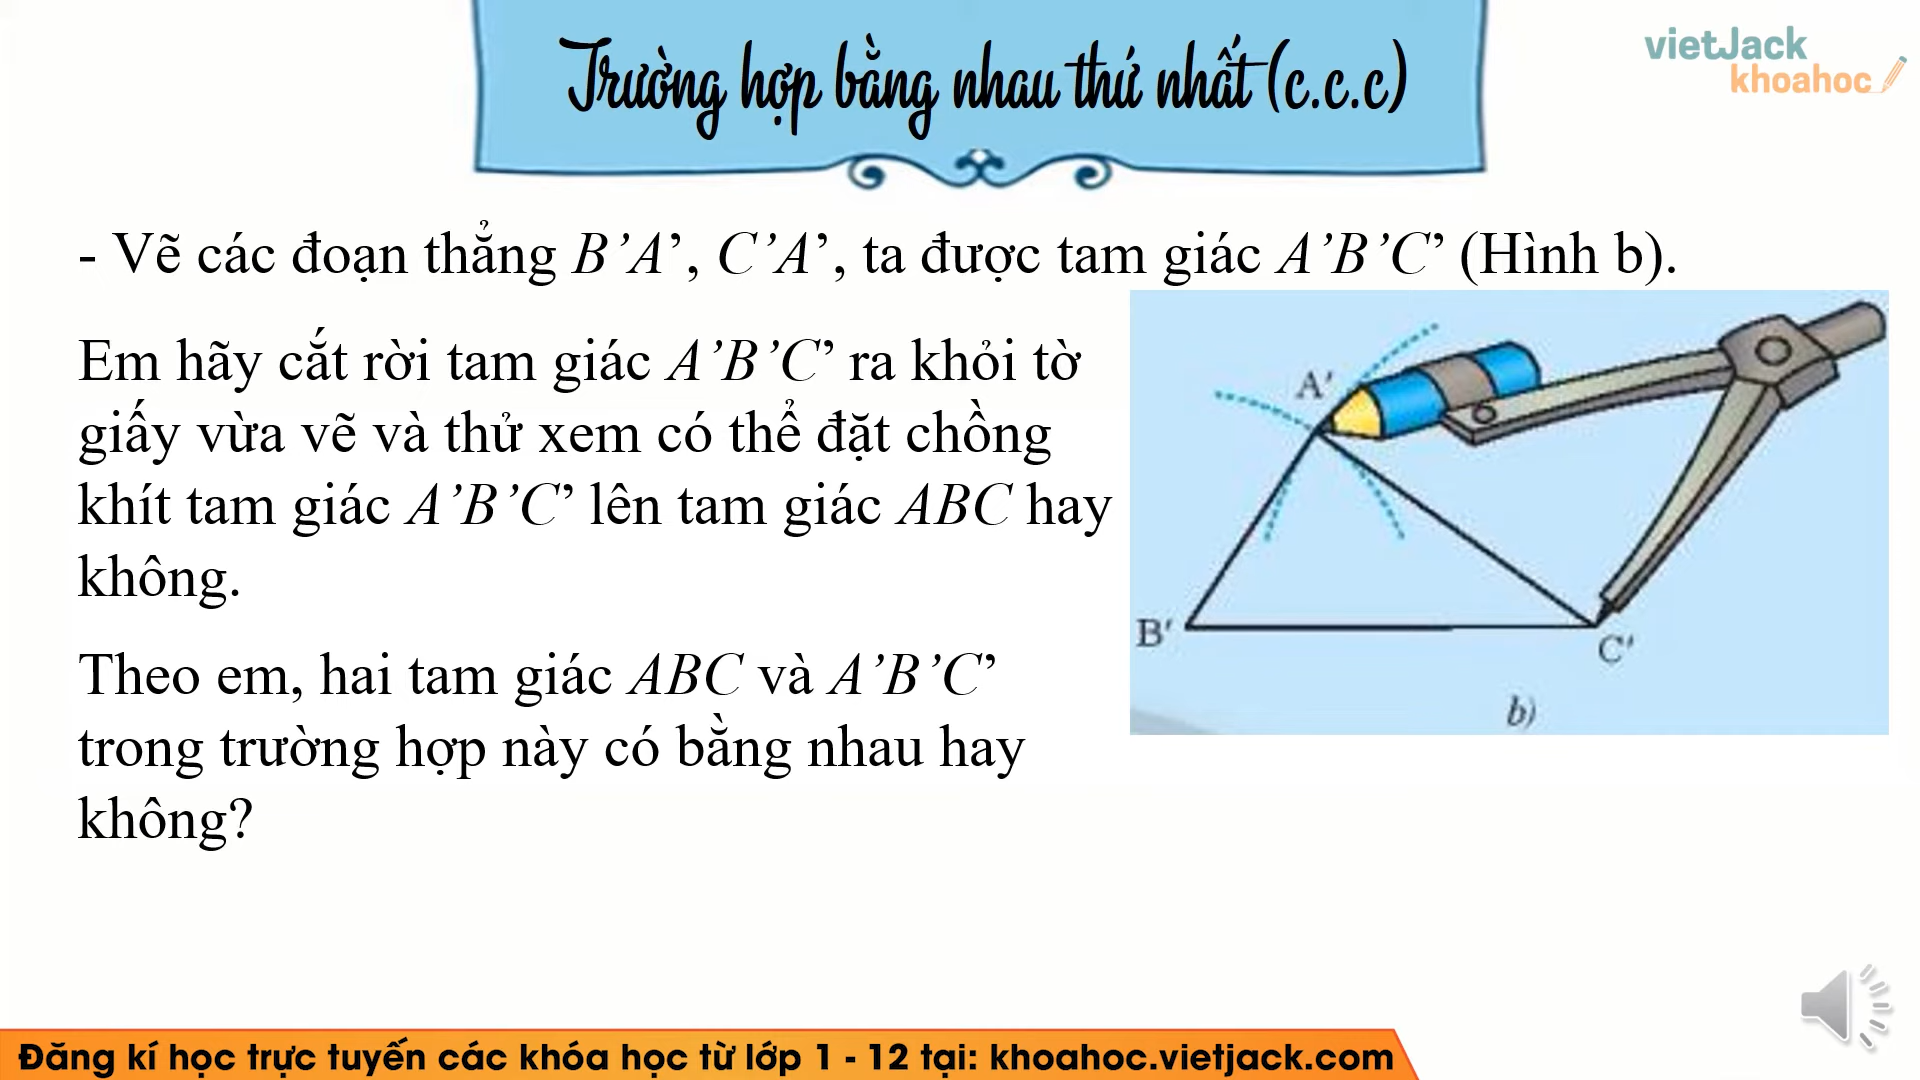 Trường hợp bằng nhau thứ nhất (c.c.c)
vietJack
khoahoc
- Vẽ các đoạn thẳng B’A’, C’A’, ta được tam giác A’B’C’ (Hình b).
Em hãy cắt rời tam giác A’B’C’ ra khỏi tờ
giấy vừa vẽ và thử xem có thể đặt chồng
khít tam giác A’B’C’ lên tam giác ABC hay
không.
Theo em, hai tam giác ABC và A’B’C’
trong trường hợp này có bằng nhau hay
không?
A'
B'
C'
b)
Đăng kí học trực tuyến các khóa học từ lớp 1 - 12 tại: khoahoc.vietjack.com